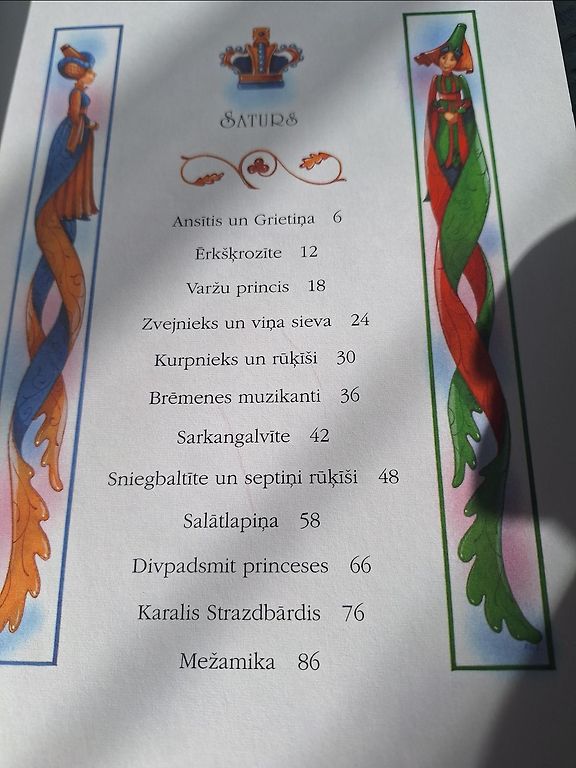 SATURS
Ansītis un Grietiņa 6
Ērkšķrozīte 12
Varžu princis 18
Zvejnieks un viņa sieva 24
Kurpnieks un rūķīši 30
Brēmenes muzikanti 36
Sarkangalvīte 42
Sniegbaltīte un septiņi rūķīši 48
Salātlapiņa 58
Divpadsmit princeses 66
Karalis Strazdbārdis 76
Mežamika 86